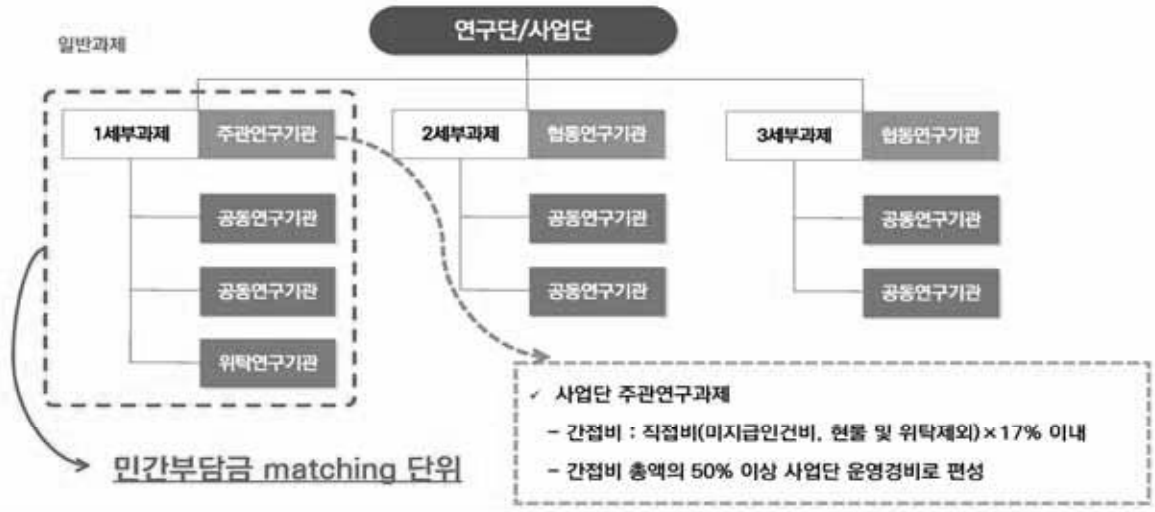 연구단/사업단
일반과제
1세부과제
주관연구기관
공동연구기관
공동연구기관
위탁연구기관
2세부과제
협동연구기관
공동연구기관
공동연구기관
3세부과제
협동연구기관
공동연구기관
공동연구기관
민간부담금 matching 단위
✓ 사업단 주관연구과제
- 간접비 : 직접비(미지급인건비, 현물 및 위탁제외)×17% 이내
- 간접비 총액의 50% 이상 사업단 운영경비로 편성